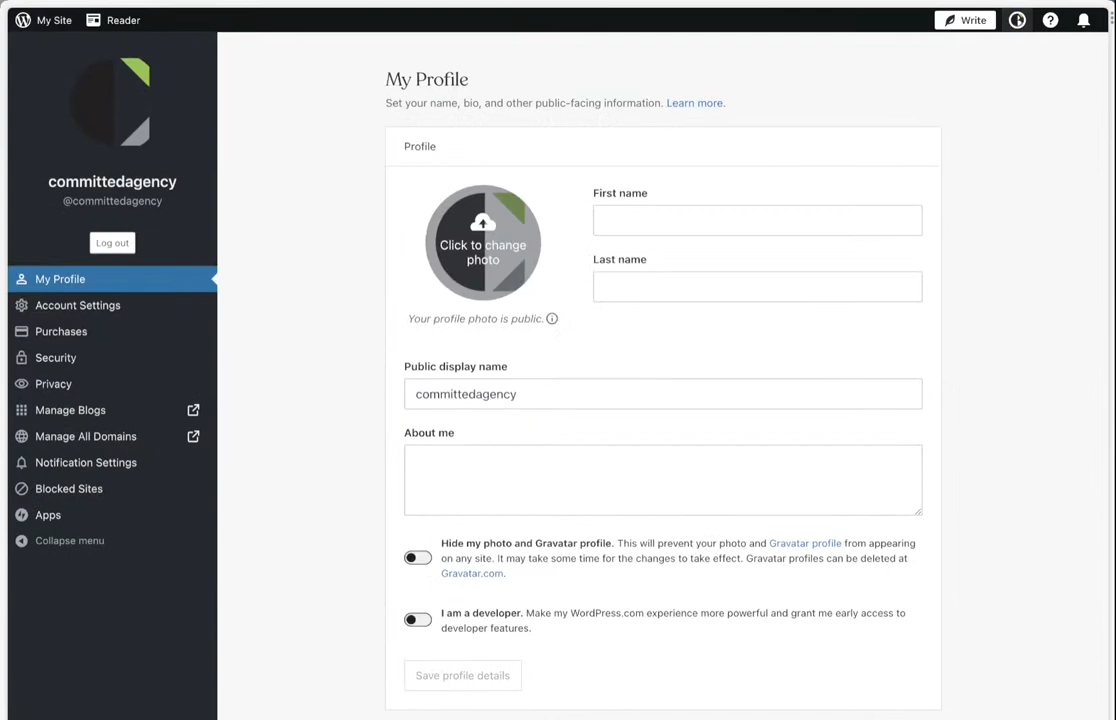 My Site
Reader
Write
committedagency
@committedagency
Log out
My Profile
Account Settings
Purchases
Security
Privacy
Manage Blogs
Manage All Domains
Notification Settings
Blocked Sites
Apps
Collapse menu
My Profile
Set your name, bio, and other public-facing information. Learn more.
Profile
Click to change
photo
Your profile photo is public.
First name
Last name
Public display name
committedagency
About me
Hide my photo and Gravatar profile. This will prevent your photo and Gravatar profile from appearing
on any site. It may take some time for the changes to take effect. Gravatar profiles can be deleted at
Gravatar.com.
I am a developer. Make my WordPress.com experience more powerful and grant me early access to
developer features.
Save profile details